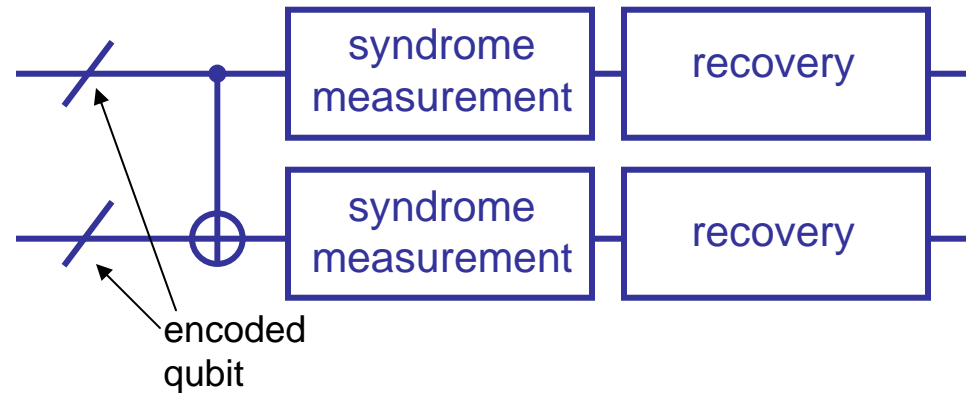 syndrome
measurement
recovery
syndrome
measurement
recovery
encoded
qubit